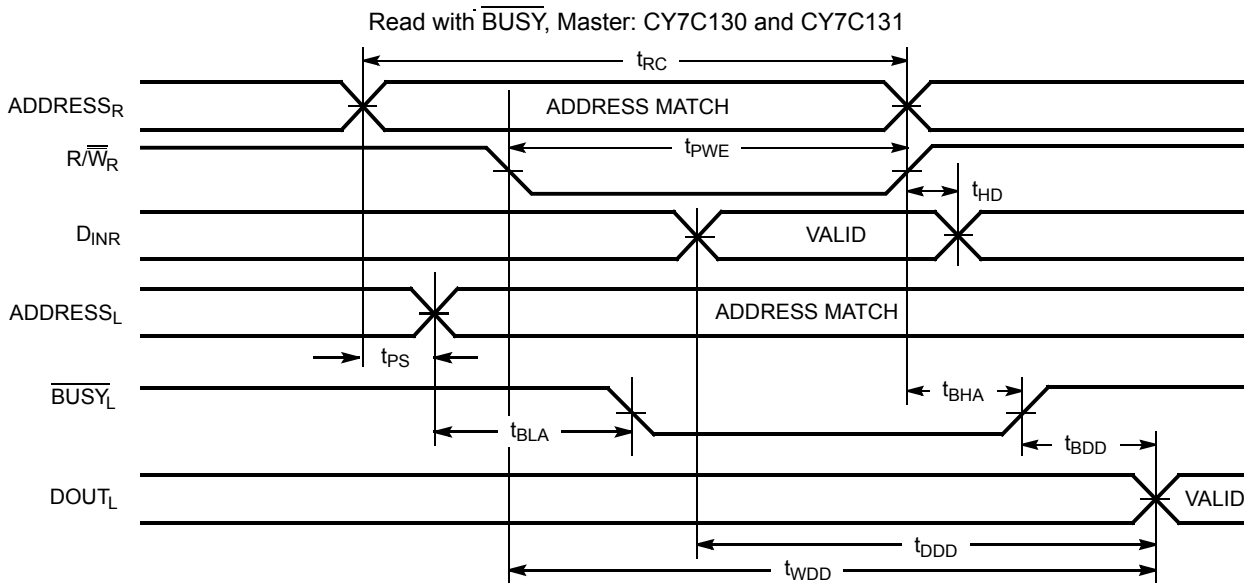 Read with BUSY, Master: CY7C130 and CY7C131
tRC
ADDRESSR
ADDRESS MATCH
R/WR
tPWE
tHD
DINR
VALID
ADDRESSL
ADDRESS MATCH
tPS
BUSYL
tBHA
tBLA
tBDD
DOUTL
VALID
tDDD
tWDD